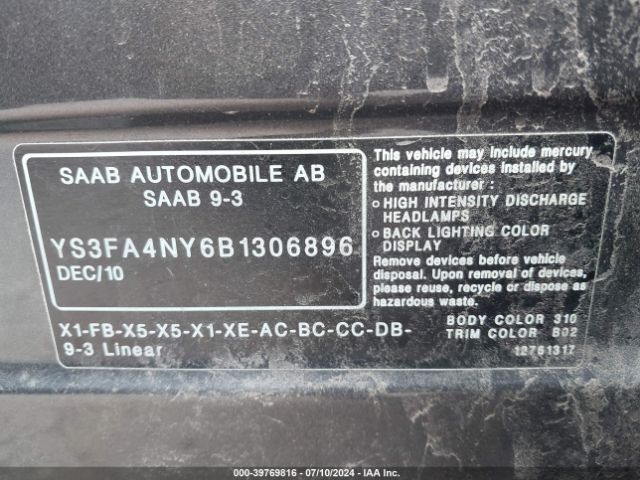 SAAB AUTOMOBILE AB
SAAB 9-3
YS3FA4NY6B1306896
DEC/10
This vehicle may include mercury
containing devices installed by
the manufacturer :
o HIGH INTENSITY DISCHARGE
HEADLAMPS
o BACK LIGHTING COLOR
DISPLAY
Remove devices before vehicle
disposal. Upon removal of devices,
please reuse, recycle or dispose as
hazardous waste.
X1-FB-X5-X5-X1-XE-AC-BC-CC-DB-
9-3 Linear
BODY COLOR 310
TRIM COLOR B02
12761317
000-39769816 - 07/10/2024 - IAA Inc.